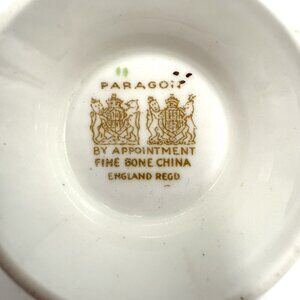 PARAGON
BY APPOINTMENT
FINE BONE CHINA
ENGLAND REGD.